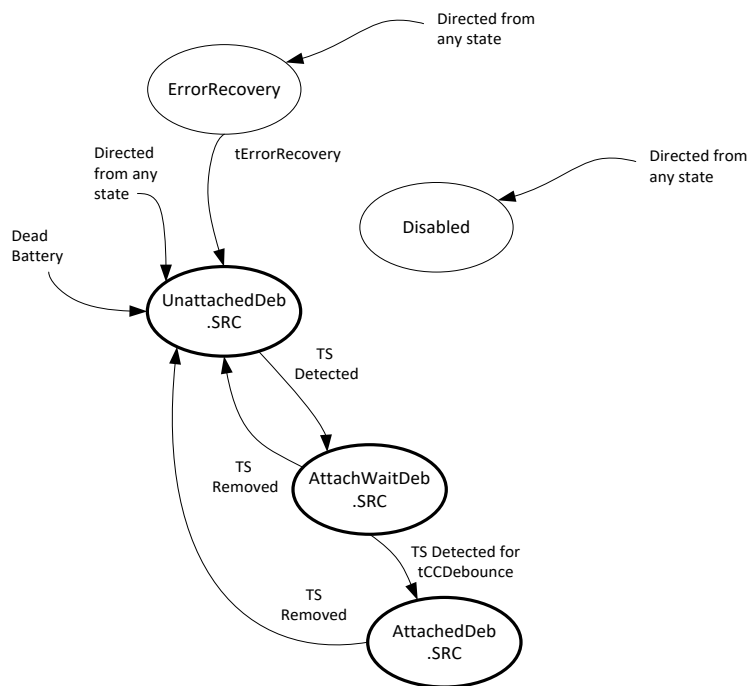 Directed from
any state
ErrorRecovery
tErrorRecovery
Directed
from any
state
Directed from
any state
Disabled
Dead
Battery
UnattachedDeb
.SRC
TS
Detected
TS
Removed
AttachWaitDeb
.SRC
TS Detected for
tCCDebounce
TS
Removed
AttachedDeb
.SRC